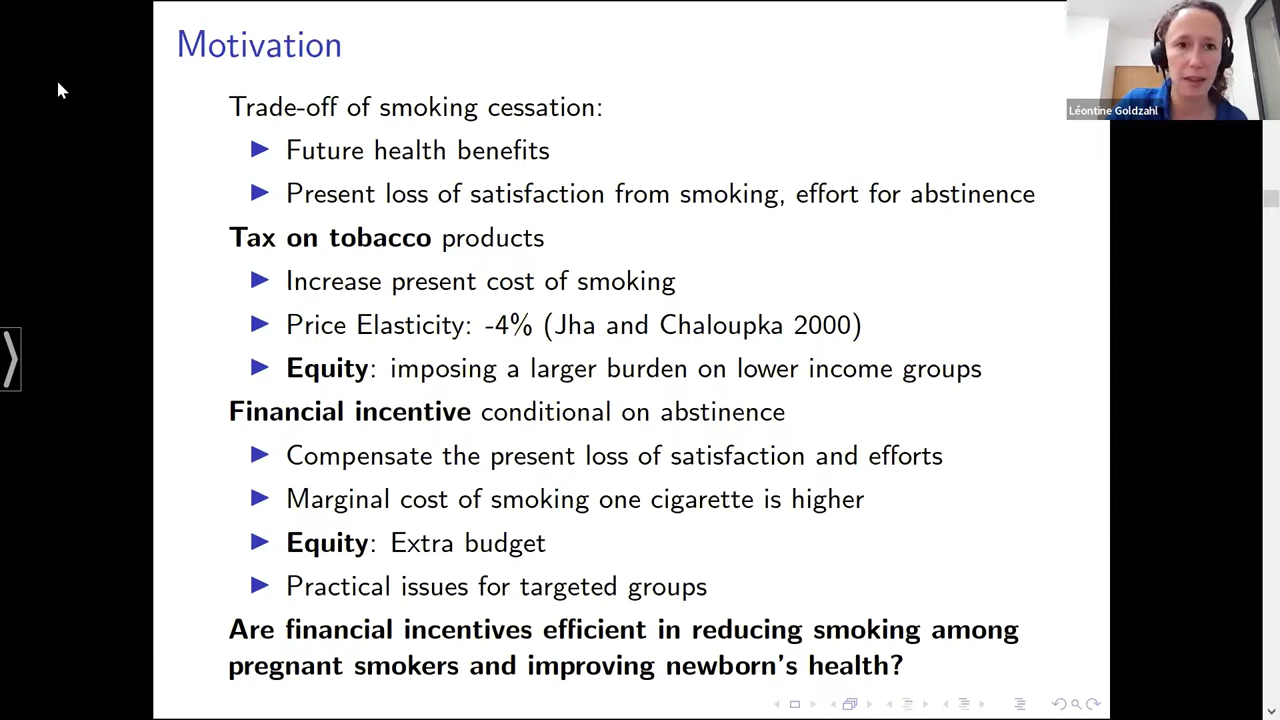 Motivation
Léontine Goldzahl
Trade-off of smoking cessation:
Future health benefits
Present loss of satisfaction from smoking, effort for abstinence
Tax on tobacco products
Increase present cost of smoking
Price Elasticity: -4% (Jha and Chaloupka 2000)
Equity: imposing a larger burden on lower income groups
Financial incentive conditional on abstinence
Compensate the present loss of satisfaction and efforts
Marginal cost of smoking one cigarette is higher
Equity: Extra budget
Practical issues for targeted groups
Are financial incentives efficient in reducing smoking among
pregnant smokers and improving newborn's health?